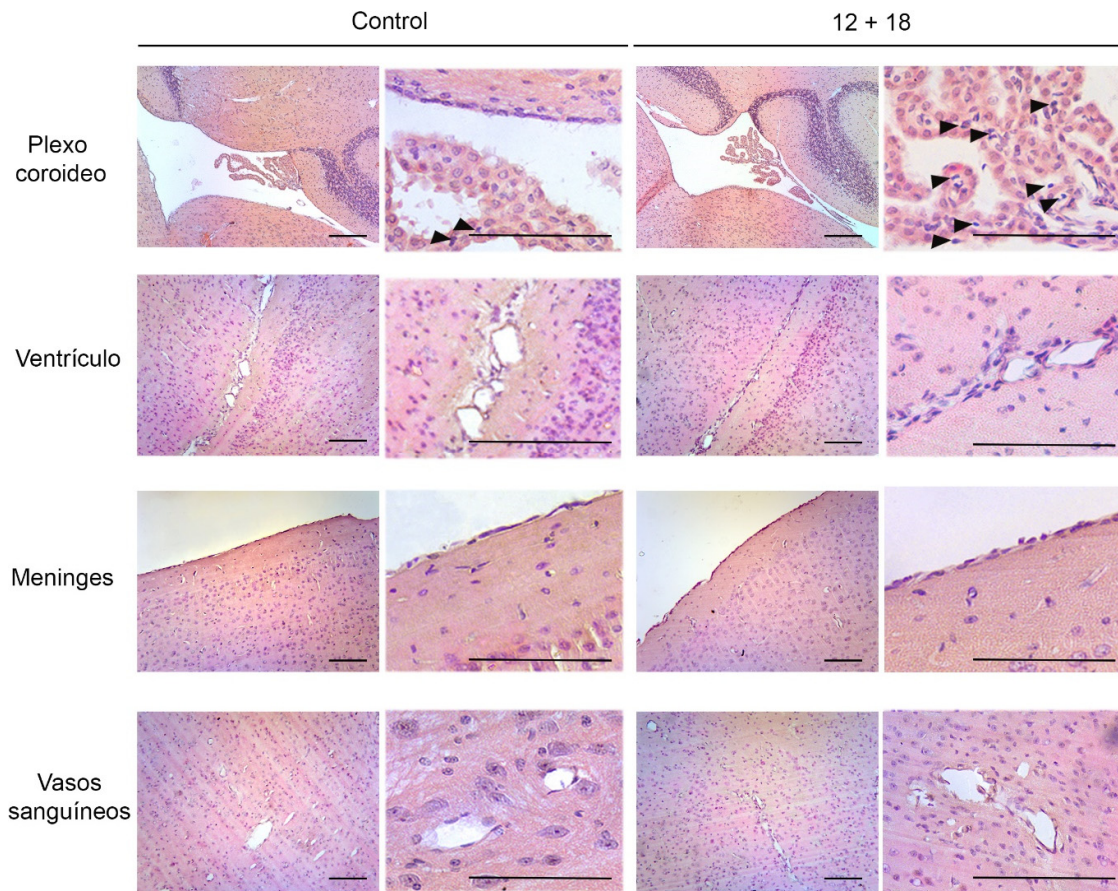 Control
12 + 18
Plexo
coroideo
Ventrículo
Meninges
Vasos
sanguíneos